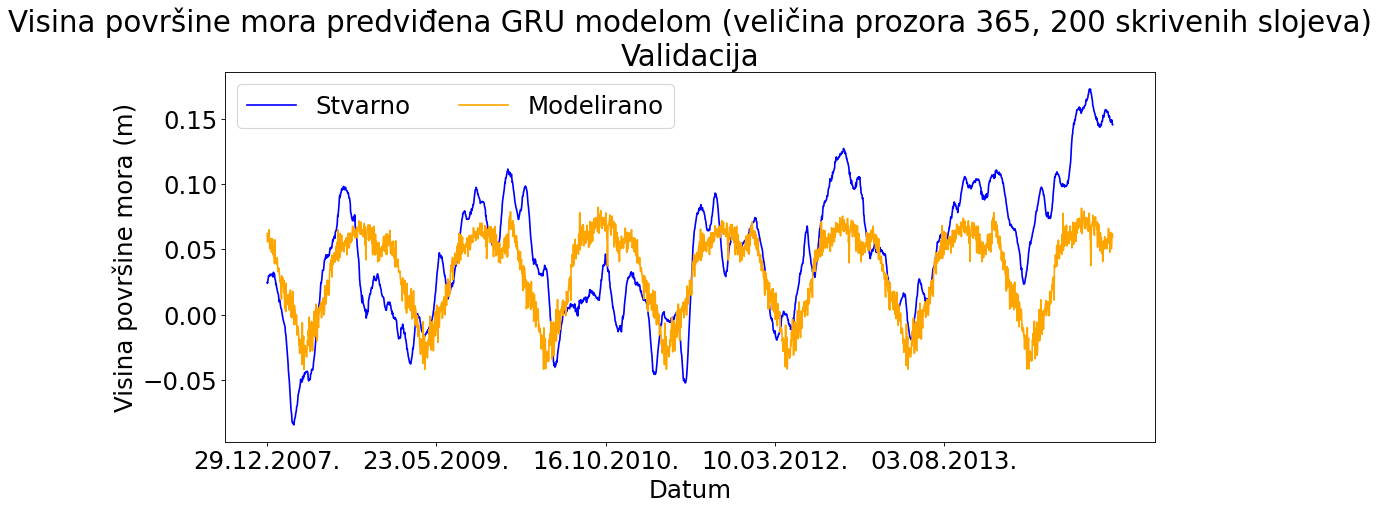 Visina površine mora predviđena GRU modelom (veličina prozora 365, 200 skrivenih slojeva)
Validacija
Stvarno
Modelirano
Visina površine mora (m)
0.15
0.10
0.05
0.00
−0.05
29.12.2007.
23.05.2009.
16.10.2010.
10.03.2012.
03.08.2013.
Datum